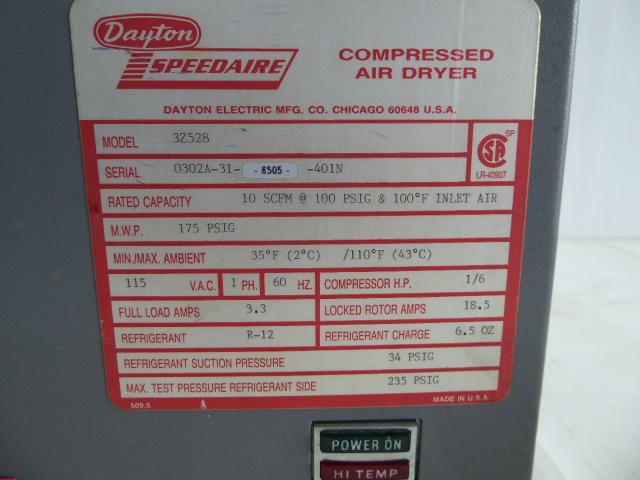 Dayton
SPEEDAIRE
COMPRESSED
AIR DRYER
DAYTON ELECTRIC MFG. CO. CHICAGO 60648 U.S.A.
MODEL 3Z528
SERIAL 0302A-31- - 8505 - -401N
SP
LR-40907
RATED CAPACITY 10 SCFM @ 100 PSIG & 100°F INLET AIR
M.W.P. 175 PSIG
MIN./MAX. AMBIENT 35°F (2°C) /110°F (43°C)
115 V.A.C. 1 PH. 60 HZ. COMPRESSOR H.P. 1/6
FULL LOAD AMPS 3.3 LOCKED ROTOR AMPS 18.5
REFRIGERANT R-12 REFRIGERANT CHARGE 6.5 OZ
REFRIGERANT SUCTION PRESSURE 34 PSIG
MAX. TEST PRESSURE REFRIGERANT SIDE 235 PSIG
509.5 MADE IN U.S.A.
POWER ON
HI TEMP